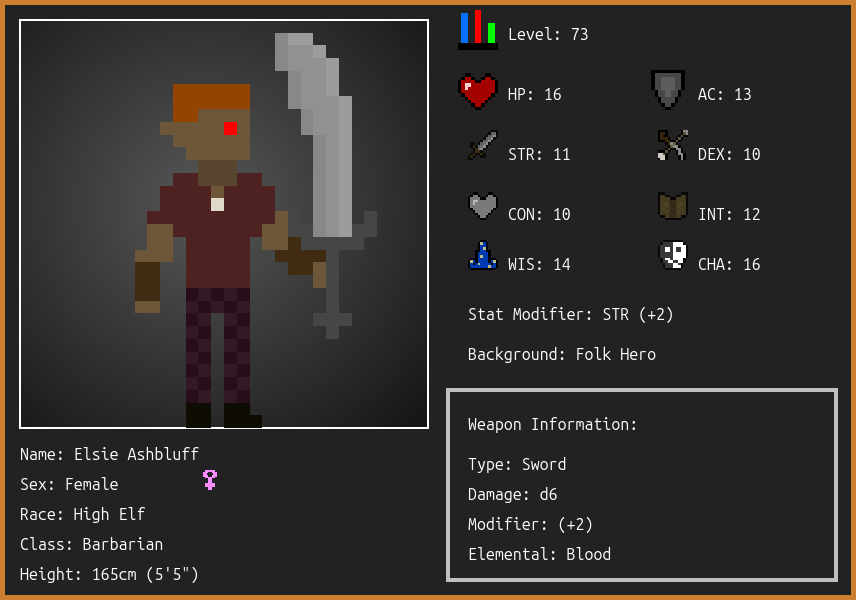 Level: 73
HP: 16
AC: 13
STR: 11
DEX: 10
CON: 10
INT: 12
WIS: 14
CHA: 16
Stat Modifier: STR (+2)
Background: Folk Hero
Name: Elsie Ashbluff
Sex: Female
Race: High Elf
Class: Barbarian
Height: 165cm (5'5")
Weapon Information:
Type: Sword
Damage: d6
Modifier: (+2)
Elemental: Blood